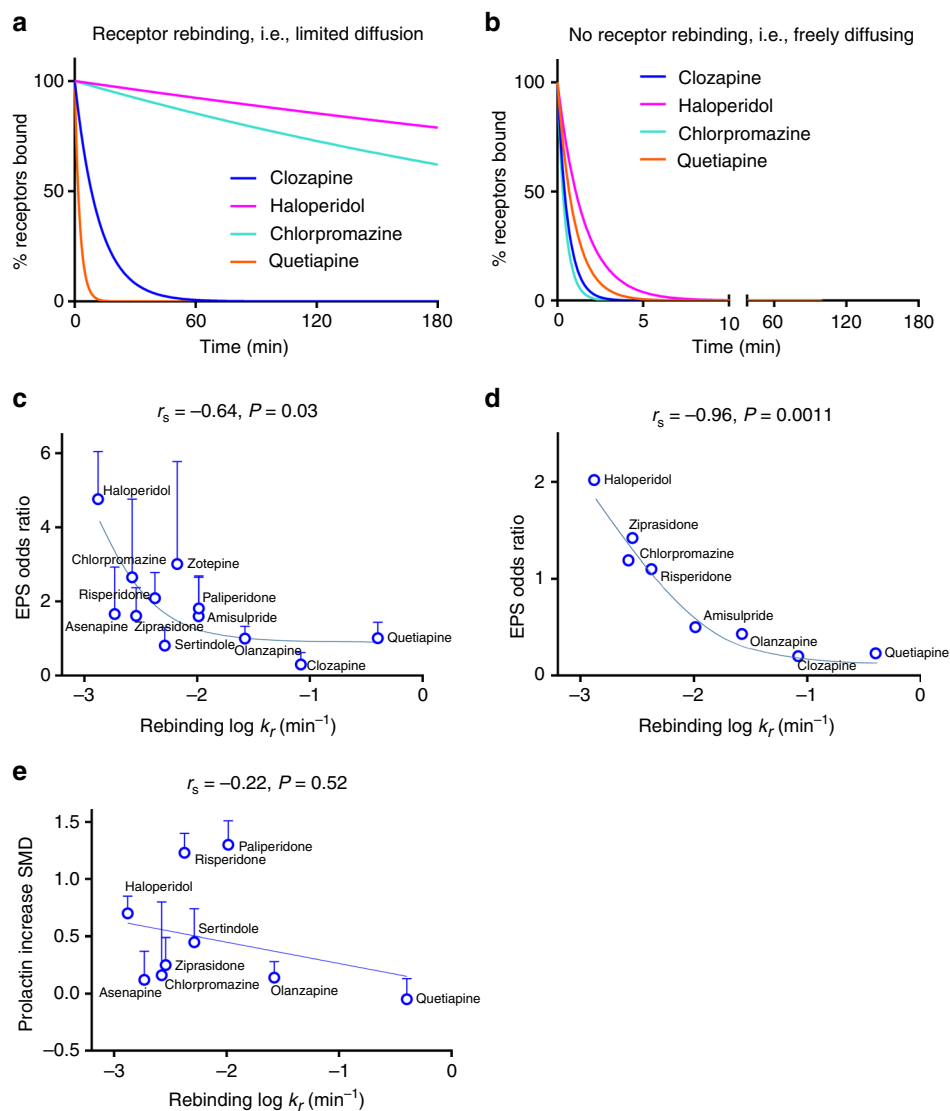 a
Receptor rebinding, i.e., limited diffusion
% receptors bound
100
50
0
0
60
120
180
Time (min)
Clozapine
Haloperidol
Chlorpromazine
Quetiapine
b
No receptor rebinding, i.e., freely diffusing
% receptors bound
100
50
0
0
5
10
60
120
180
Time (min)
Clozapine
Haloperidol
Chlorpromazine
Quetiapine
c
rs = –0.64, P = 0.03
EPS odds ratio
6
4
2
0
Haloperidol
Chlorpromazine
Zotepine
Risperidone
Paliperidone
Asenapine
Ziprasidone
Amisulpride
Sertindole
Olanzapine
Clozapine
Quetiapine
–3
–2
–1
0
Rebinding log kr (min⁻¹)
d
rs = –0.96, P = 0.0011
EPS odds ratio
2
1
0
Haloperidol
Ziprasidone
Chlorpromazine
Risperidone
Amisulpride
Olanzapine
Clozapine
Quetiapine
–3
–2
–1
0
Rebinding log kr (min⁻¹)
e
rs = –0.22, P = 0.52
Prolactin increase SMD
1.5
1.0
0.5
0.0
–0.5
Paliperidone
Risperidone
Haloperidol
Sertindole
Ziprasidone
Asenapine
Chlorpromazine
Olanzapine
Quetiapine
–3
–2
–1
0
Rebinding log kr (min⁻¹)